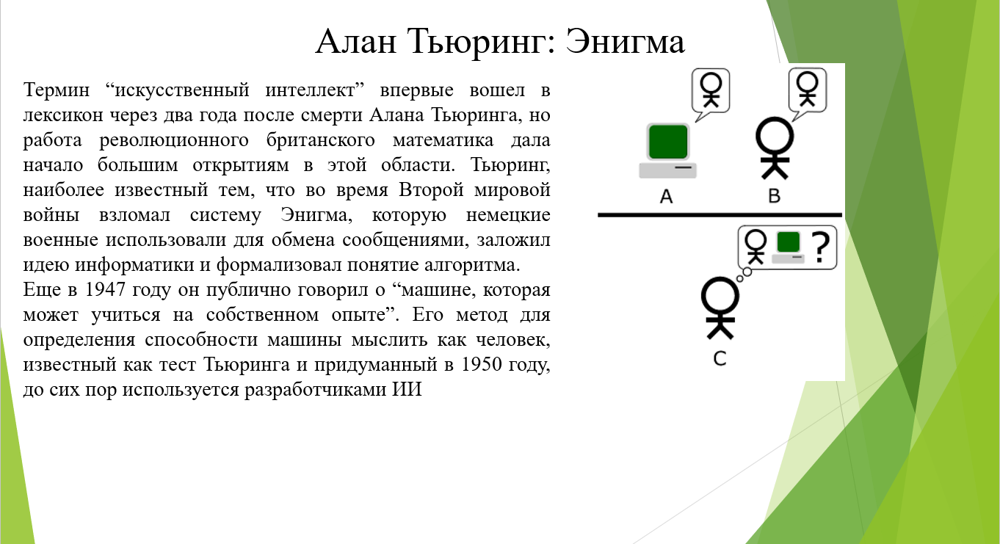 Алан Тьюринг: Энигма
Термин “искусственный интеллект” впервые вошел в
лексикон через два года после смерти Алана Тьюринга, но
работа революционного британского математика дала
начало большим открытиям в этой области. Тьюринг,
наиболее известный тем, что во время Второй мировой
войны взломал систему Энигма, которую немецкие
военные использовали для обмена сообщениями, заложил
идею информатики и формализовал понятие алгоритма.
Еще в 1947 году он публично говорил о “машине, которая
может учиться на собственном опыте”. Его метод для
определения способности машины мыслить как человек,
известный как тест Тьюринга и придуманный в 1950 году,
до сих пор используется разработчиками ИИ
A B
?
C